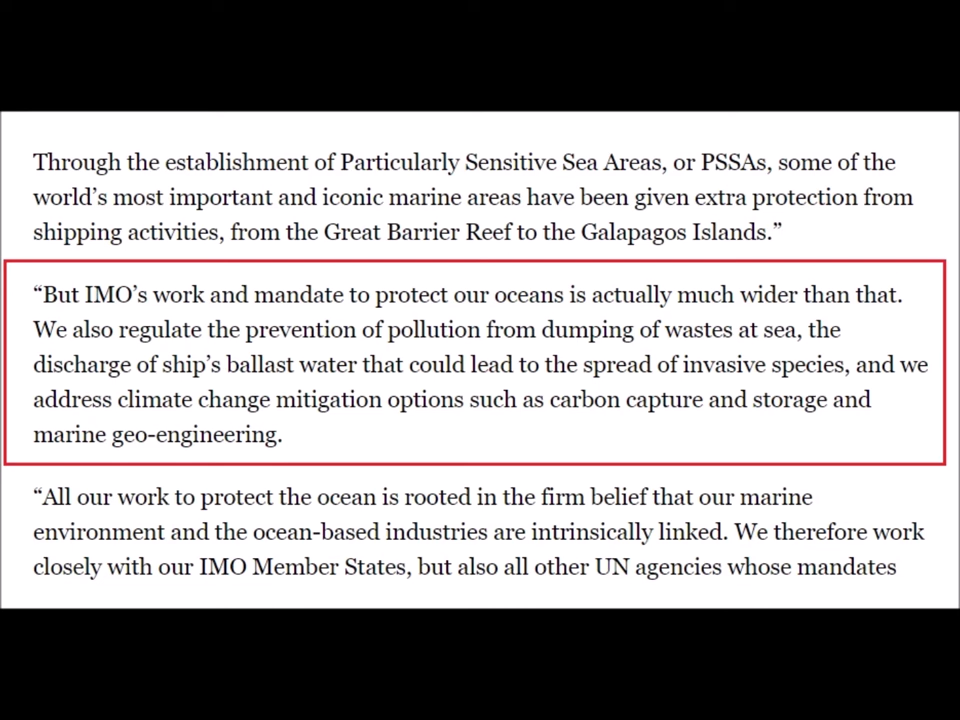 Through the establishment of Particularly Sensitive Sea Areas, or PSSAs, some of the
world’s most important and iconic marine areas have been given extra protection from
shipping activities, from the Great Barrier Reef to the Galapagos Islands.”
“But IMO’s work and mandate to protect our oceans is actually much wider than that.
We also regulate the prevention of pollution from dumping of wastes at sea, the
discharge of ship’s ballast water that could lead to the spread of invasive species, and we
address climate change mitigation options such as carbon capture and storage and
marine geo-engineering.
“All our work to protect the ocean is rooted in the firm belief that our marine
environment and the ocean-based industries are intrinsically linked. We therefore work
closely with our IMO Member States, but also all other UN agencies whose mandates